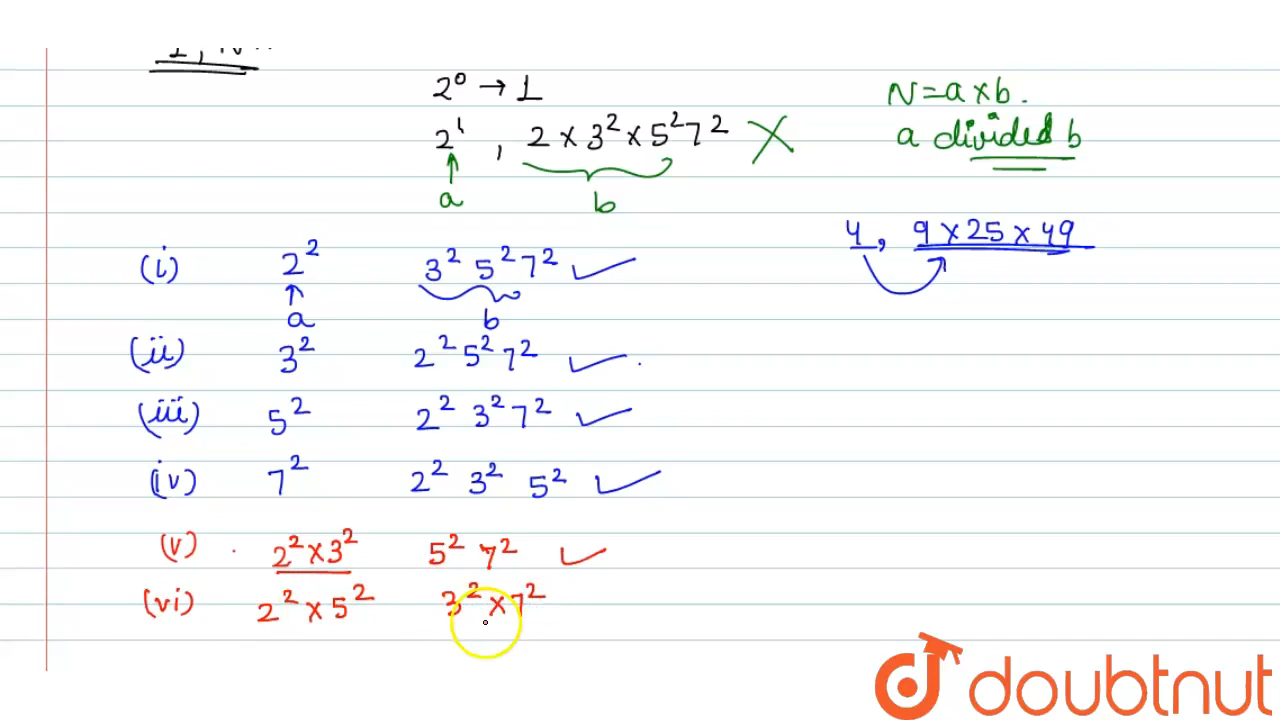 2⁰ → 1
N = a × b.
2¹ , 2 × 3² × 5² 7² ✗
a divided b
a b
4, 9 × 25 × 49
(i) 2² 3² 5² 7² ✓
a b
(ii) 3² 2² 5² 7² ✓.
(iii) 5² 2² 3² 7² ✓
(iv) 7² 2² 3² 5² ✓
(v) . 2² × 3² 5² 7² ✓
(vi) 2² × 5² 3² × 7²
doubtnut